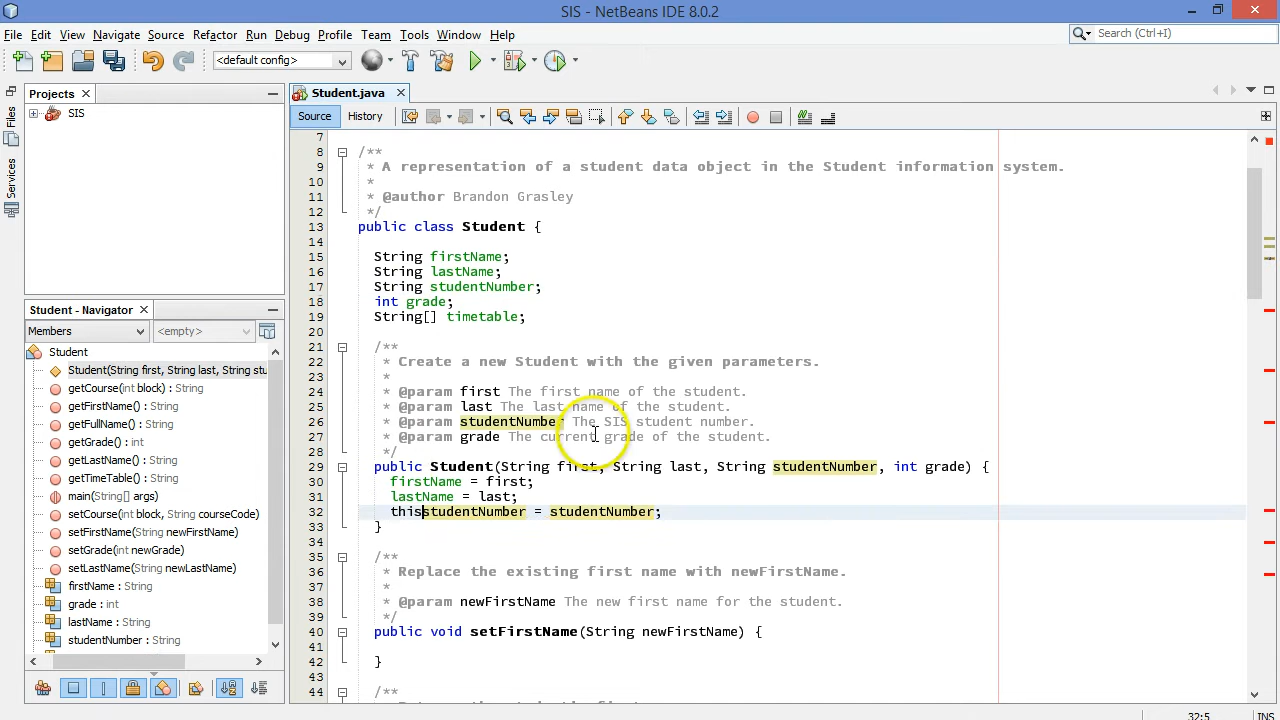 SIS - NetBeans IDE 8.0.2
File Edit View Navigate Source Refactor Run Debug Profile Team Tools Window Help
Search (Ctrl+I)
<default config>
Files
Services
Projects
SIS
Student - Navigator
Members
<empty>
Student
Student(String first, String last, String stu
getCourse(int block) : String
getFirstName() : String
getFullName() : String
getGrade() : int
getLastName() : String
getTimeTable() : String
main(String[] args)
setCourse(int block, String courseCode)
setFirstName(String newFirstName)
setGrade(int newGrade)
setLastName(String newLastName)
firstName : String
grade : int
lastName : String
studentNumber : String
Student.java
Source History
7
8 /**
9 * A representation of a student data object in the Student information system.
10 *
11 * @author Brandon Grasley
12 */
13 public class Student {
14
15 String firstName;
16 String lastName;
17 String studentNumber;
18 int grade;
19 String[] timetable;
20
21 /**
22 * Create a new Student with the given parameters.
23 *
24 * @param first The first name of the student.
25 * @param last The last name of the student.
26 * @param studentNumber The SIS student number.
27 * @param grade The current grade of the student.
28 */
29 public Student(String first, String last, String studentNumber, int grade) {
30 firstName = first;
31 lastName = last;
32 thisstudentNumber = studentNumber;
33 }
34
35 /**
36 * Replace the existing first name with newFirstName.
37 *
38 * @param newFirstName The new first name for the student.
39 */
40 public void setFirstName(String newFirstName) {
41
42 }
43
44 /**
32:5 INS